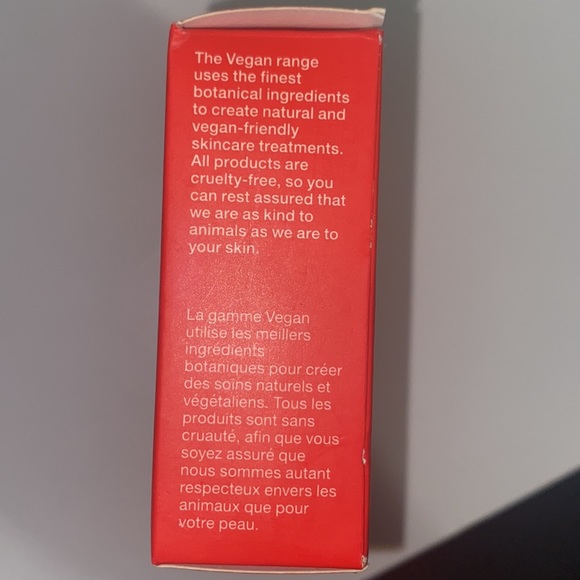 The Vegan range
uses the finest
botanical ingredients
to create natural and
vegan-friendly
skincare treatments.
All products are
cruelty-free, so you
can rest assured that
we are as kind to
animals as we are to
your skin.
La gamme Vegan
utilise les meillers
ingrédients
botaniques pour créer
des soins naturels et
végétaliens. Tous les
produits sont sans
cruauté, afin que vous
soyez assuré que
nous sommes autant
respecteux envers les
animaux que pour
votre peau.